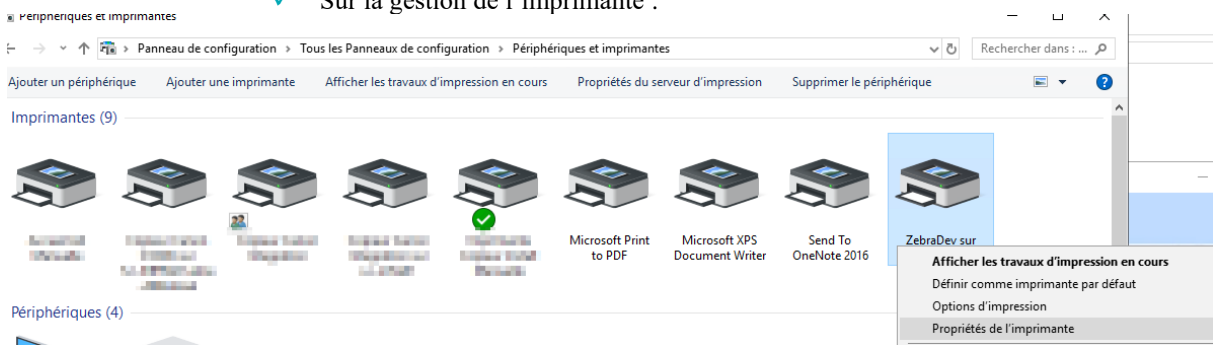 Sur la gestion de l'imprimante :
Périphériques et imprimantes
Panneau de configuration > Tous les Panneaux de configuration > Périphériques et imprimantes
Rechercher dans : ...
Ajouter un périphérique Ajouter une imprimante Afficher les travaux d'impression en cours Propriétés du serveur d'impression Supprimer le périphérique
Imprimantes (9)
Microsoft Print to PDF
Microsoft XPS Document Writer
Send To OneNote 2016
ZebraDev sur
Afficher les travaux d'impression en cours
Définir comme imprimante par défaut
Options d'impression
Propriétés de l'imprimante
Périphériques (4)